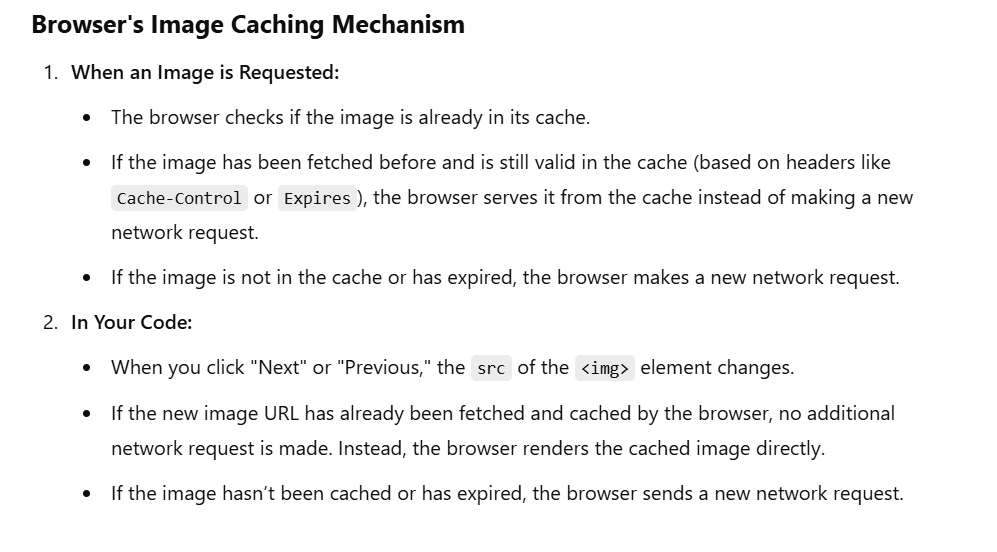 Browser's Image Caching Mechanism
1. When an Image is Requested:
• The browser checks if the image is already in its cache.
• If the image has been fetched before and is still valid in the cache (based on headers like
Cache-Control or Expires), the browser serves it from the cache instead of making a new
network request.
• If the image is not in the cache or has expired, the browser makes a new network request.
2. In Your Code:
• When you click "Next" or "Previous," the src of the <img> element changes.
• If the new image URL has already been fetched and cached by the browser, no additional
network request is made. Instead, the browser renders the cached image directly.
• If the image hasn’t been cached or has expired, the browser sends a new network request.